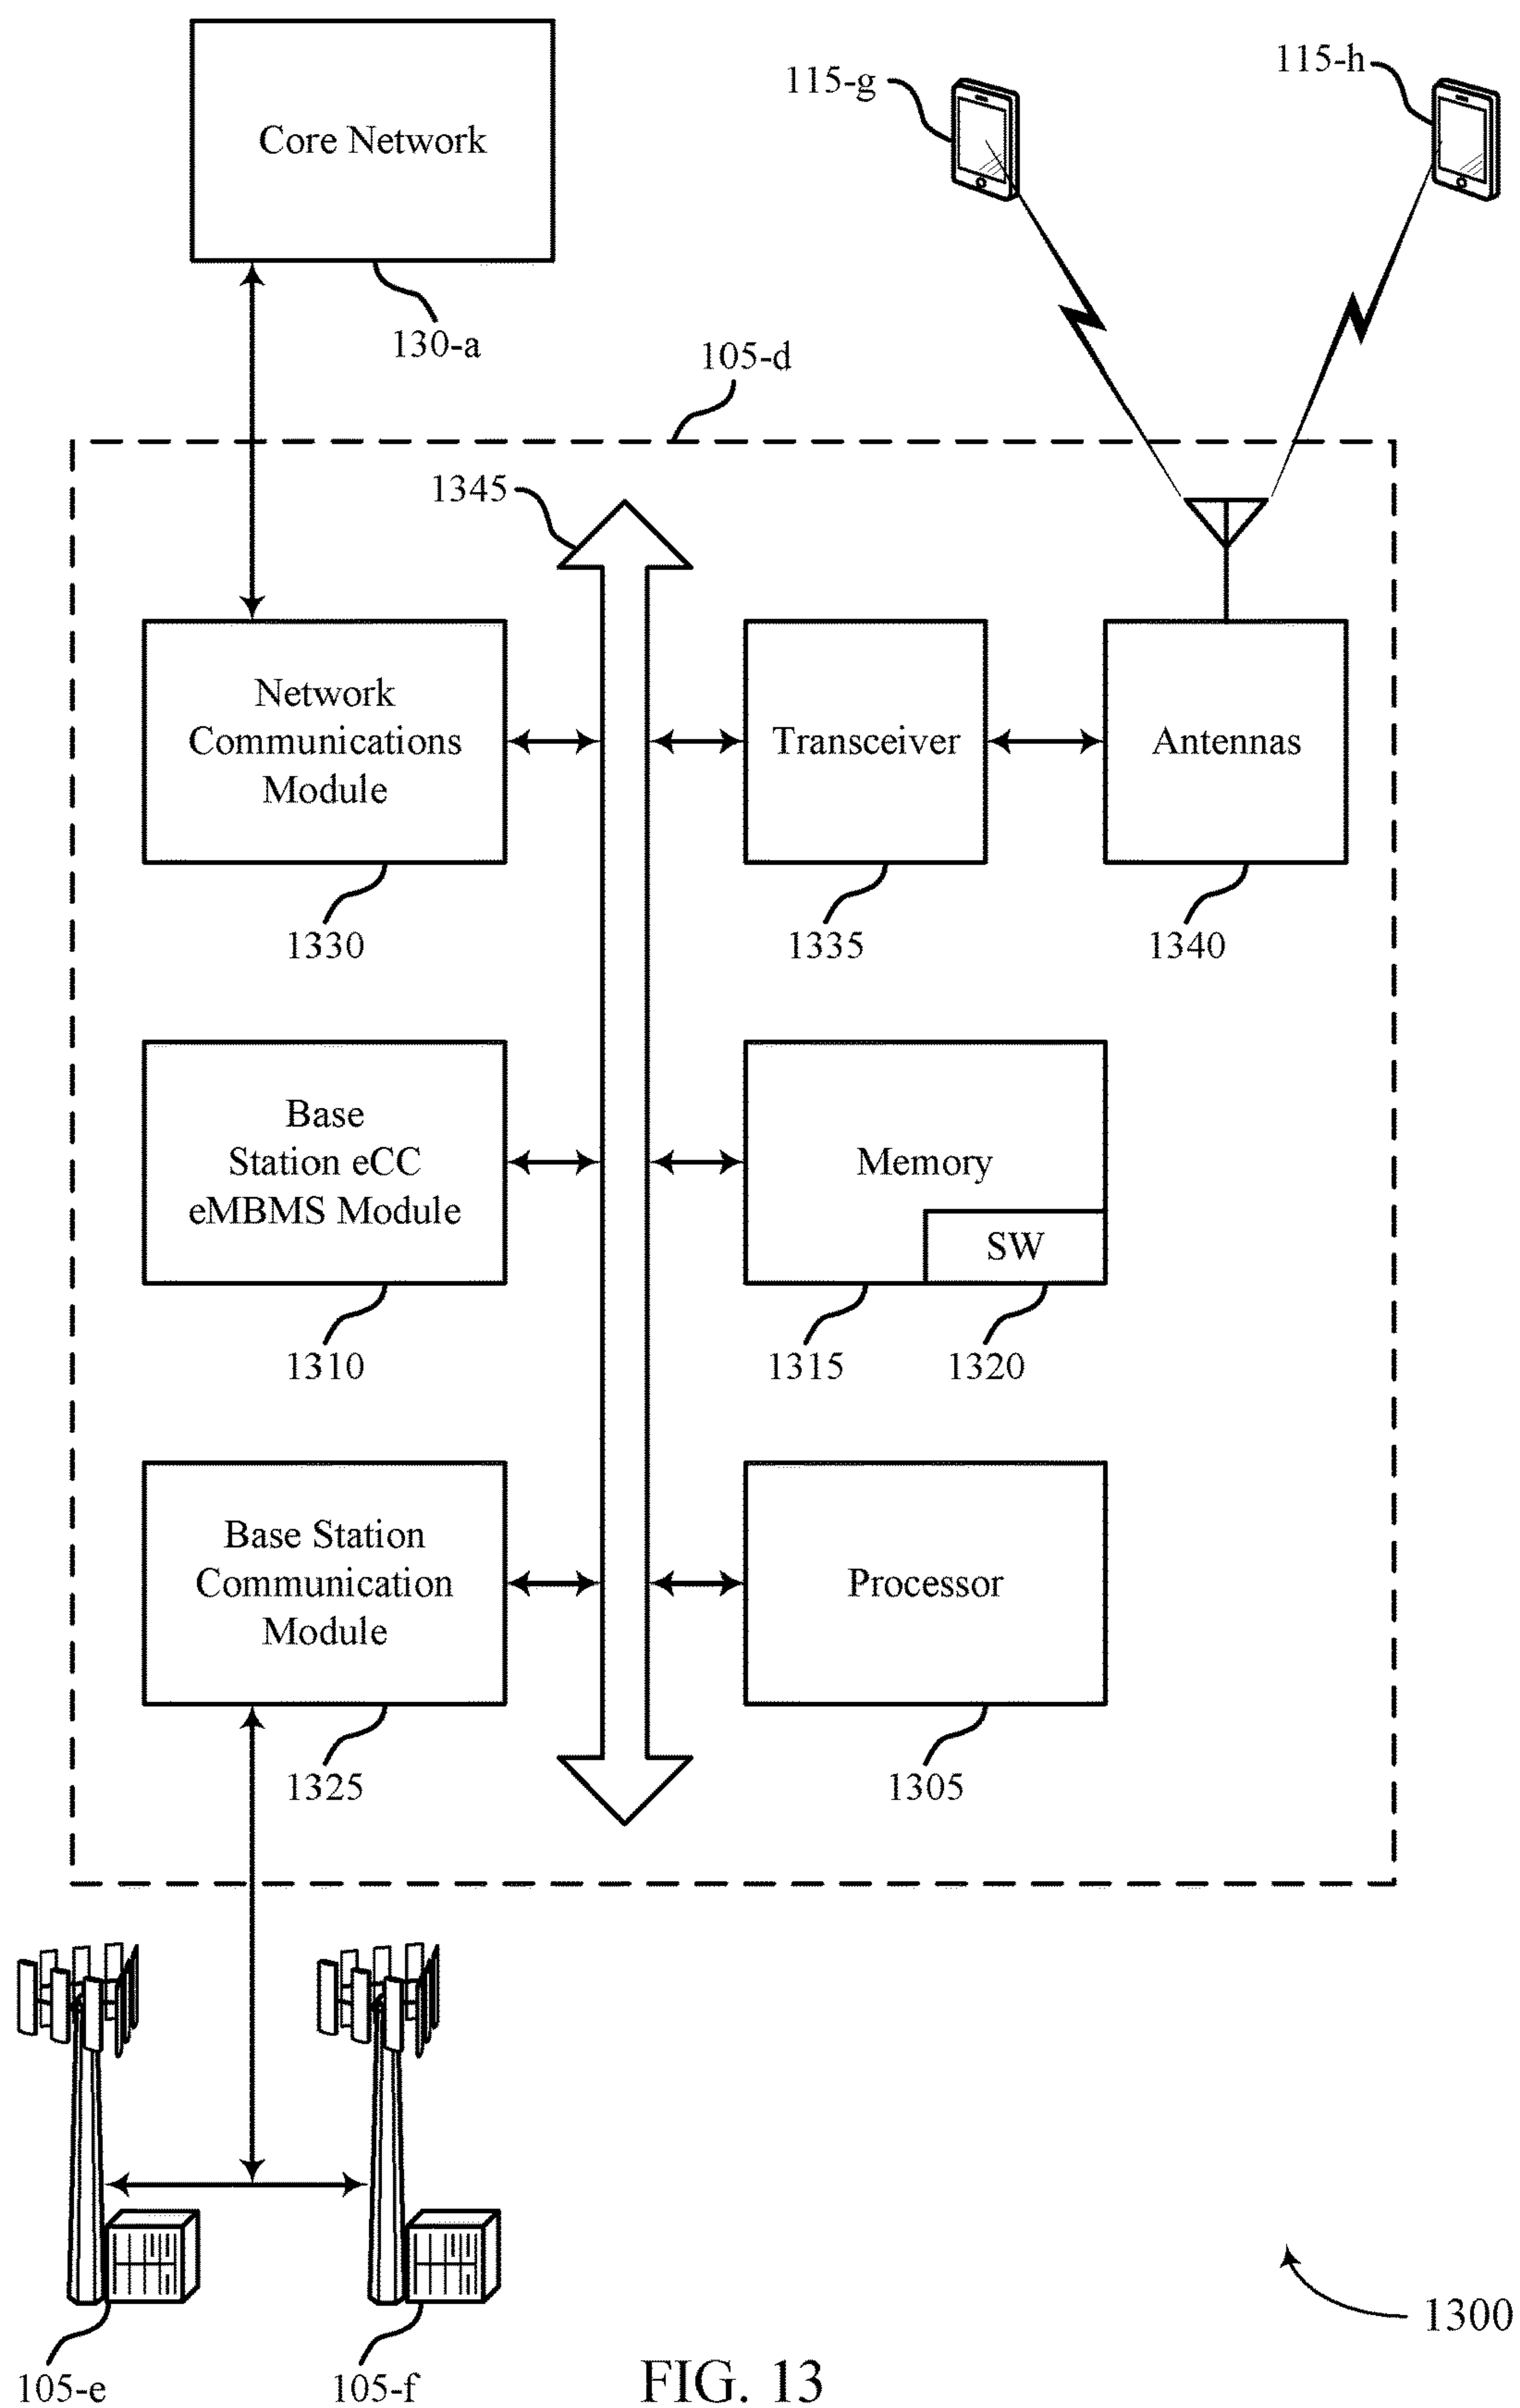 Core Network
130-a
115-g
115-h
105-d
1345
Network
Communications
Module
1330
Transceiver
1335
Antennas
1340
Base
Station eCC
eMBMS Module
1310
Memory
SW
1315
1320
Base Station
Communication
Module
1325
Processor
1305
105-e
105-f
1300
FIG. 13